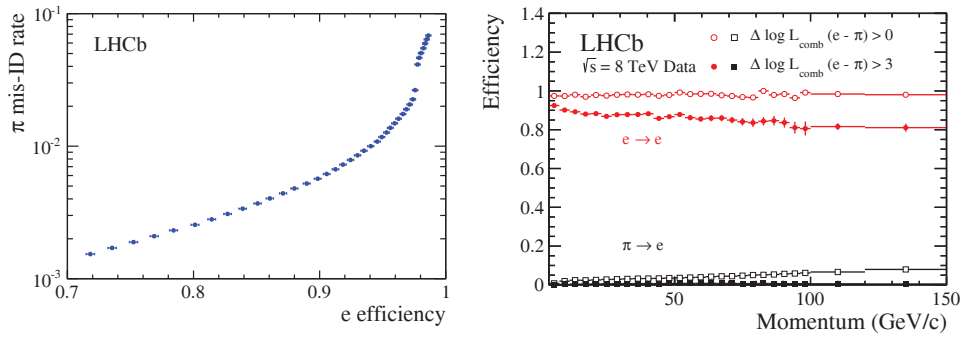 π mis-ID rate
LHCb
10⁻¹
10⁻²
10⁻³
0.7 0.8 0.9 1
e efficiency
Efficiency
1.4
1.2
1
0.8
0.6
0.4
0.2
0
LHCb
√s = 8 TeV Data
Δ log L_comb (e - π) > 0
Δ log L_comb (e - π) > 3
e → e
π → e
50 100 150
Momentum (GeV/c)